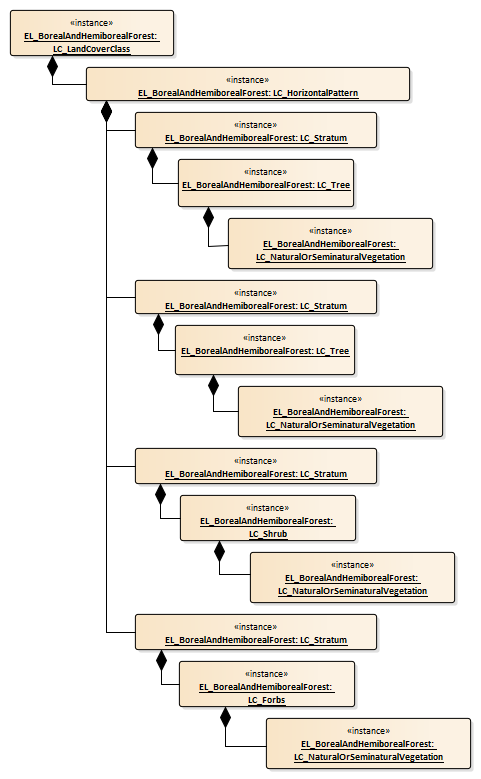 «instance»
EL_BorealAndHemiborealForest:
LC_LandCoverClass
«instance»
EL_BorealAndHemiborealForest: LC_HorizontalPattern
«instance»
EL_BorealAndHemiborealForest: LC_Stratum
«instance»
EL_BorealAndHemiborealForest: LC_Tree
«instance»
EL_BorealAndHemiborealForest:
LC_NaturalOrSeminaturalVegetation
«instance»
EL_BorealAndHemiborealForest: LC_Stratum
«instance»
EL_BorealAndHemiborealForest: LC_Tree
«instance»
EL_BorealAndHemiborealForest:
LC_NaturalOrSeminaturalVegetation
«instance»
EL_BorealAndHemiborealForest: LC_Stratum
«instance»
EL_BorealAndHemiborealForest:
LC_Shrub
«instance»
EL_BorealAndHemiborealForest:
LC_NaturalOrSeminaturalVegetation
«instance»
EL_BorealAndHemiborealForest: LC_Stratum
«instance»
EL_BorealAndHemiborealForest:
LC_Forbs
«instance»
EL_BorealAndHemiborealForest:
LC_NaturalOrSeminaturalVegetation